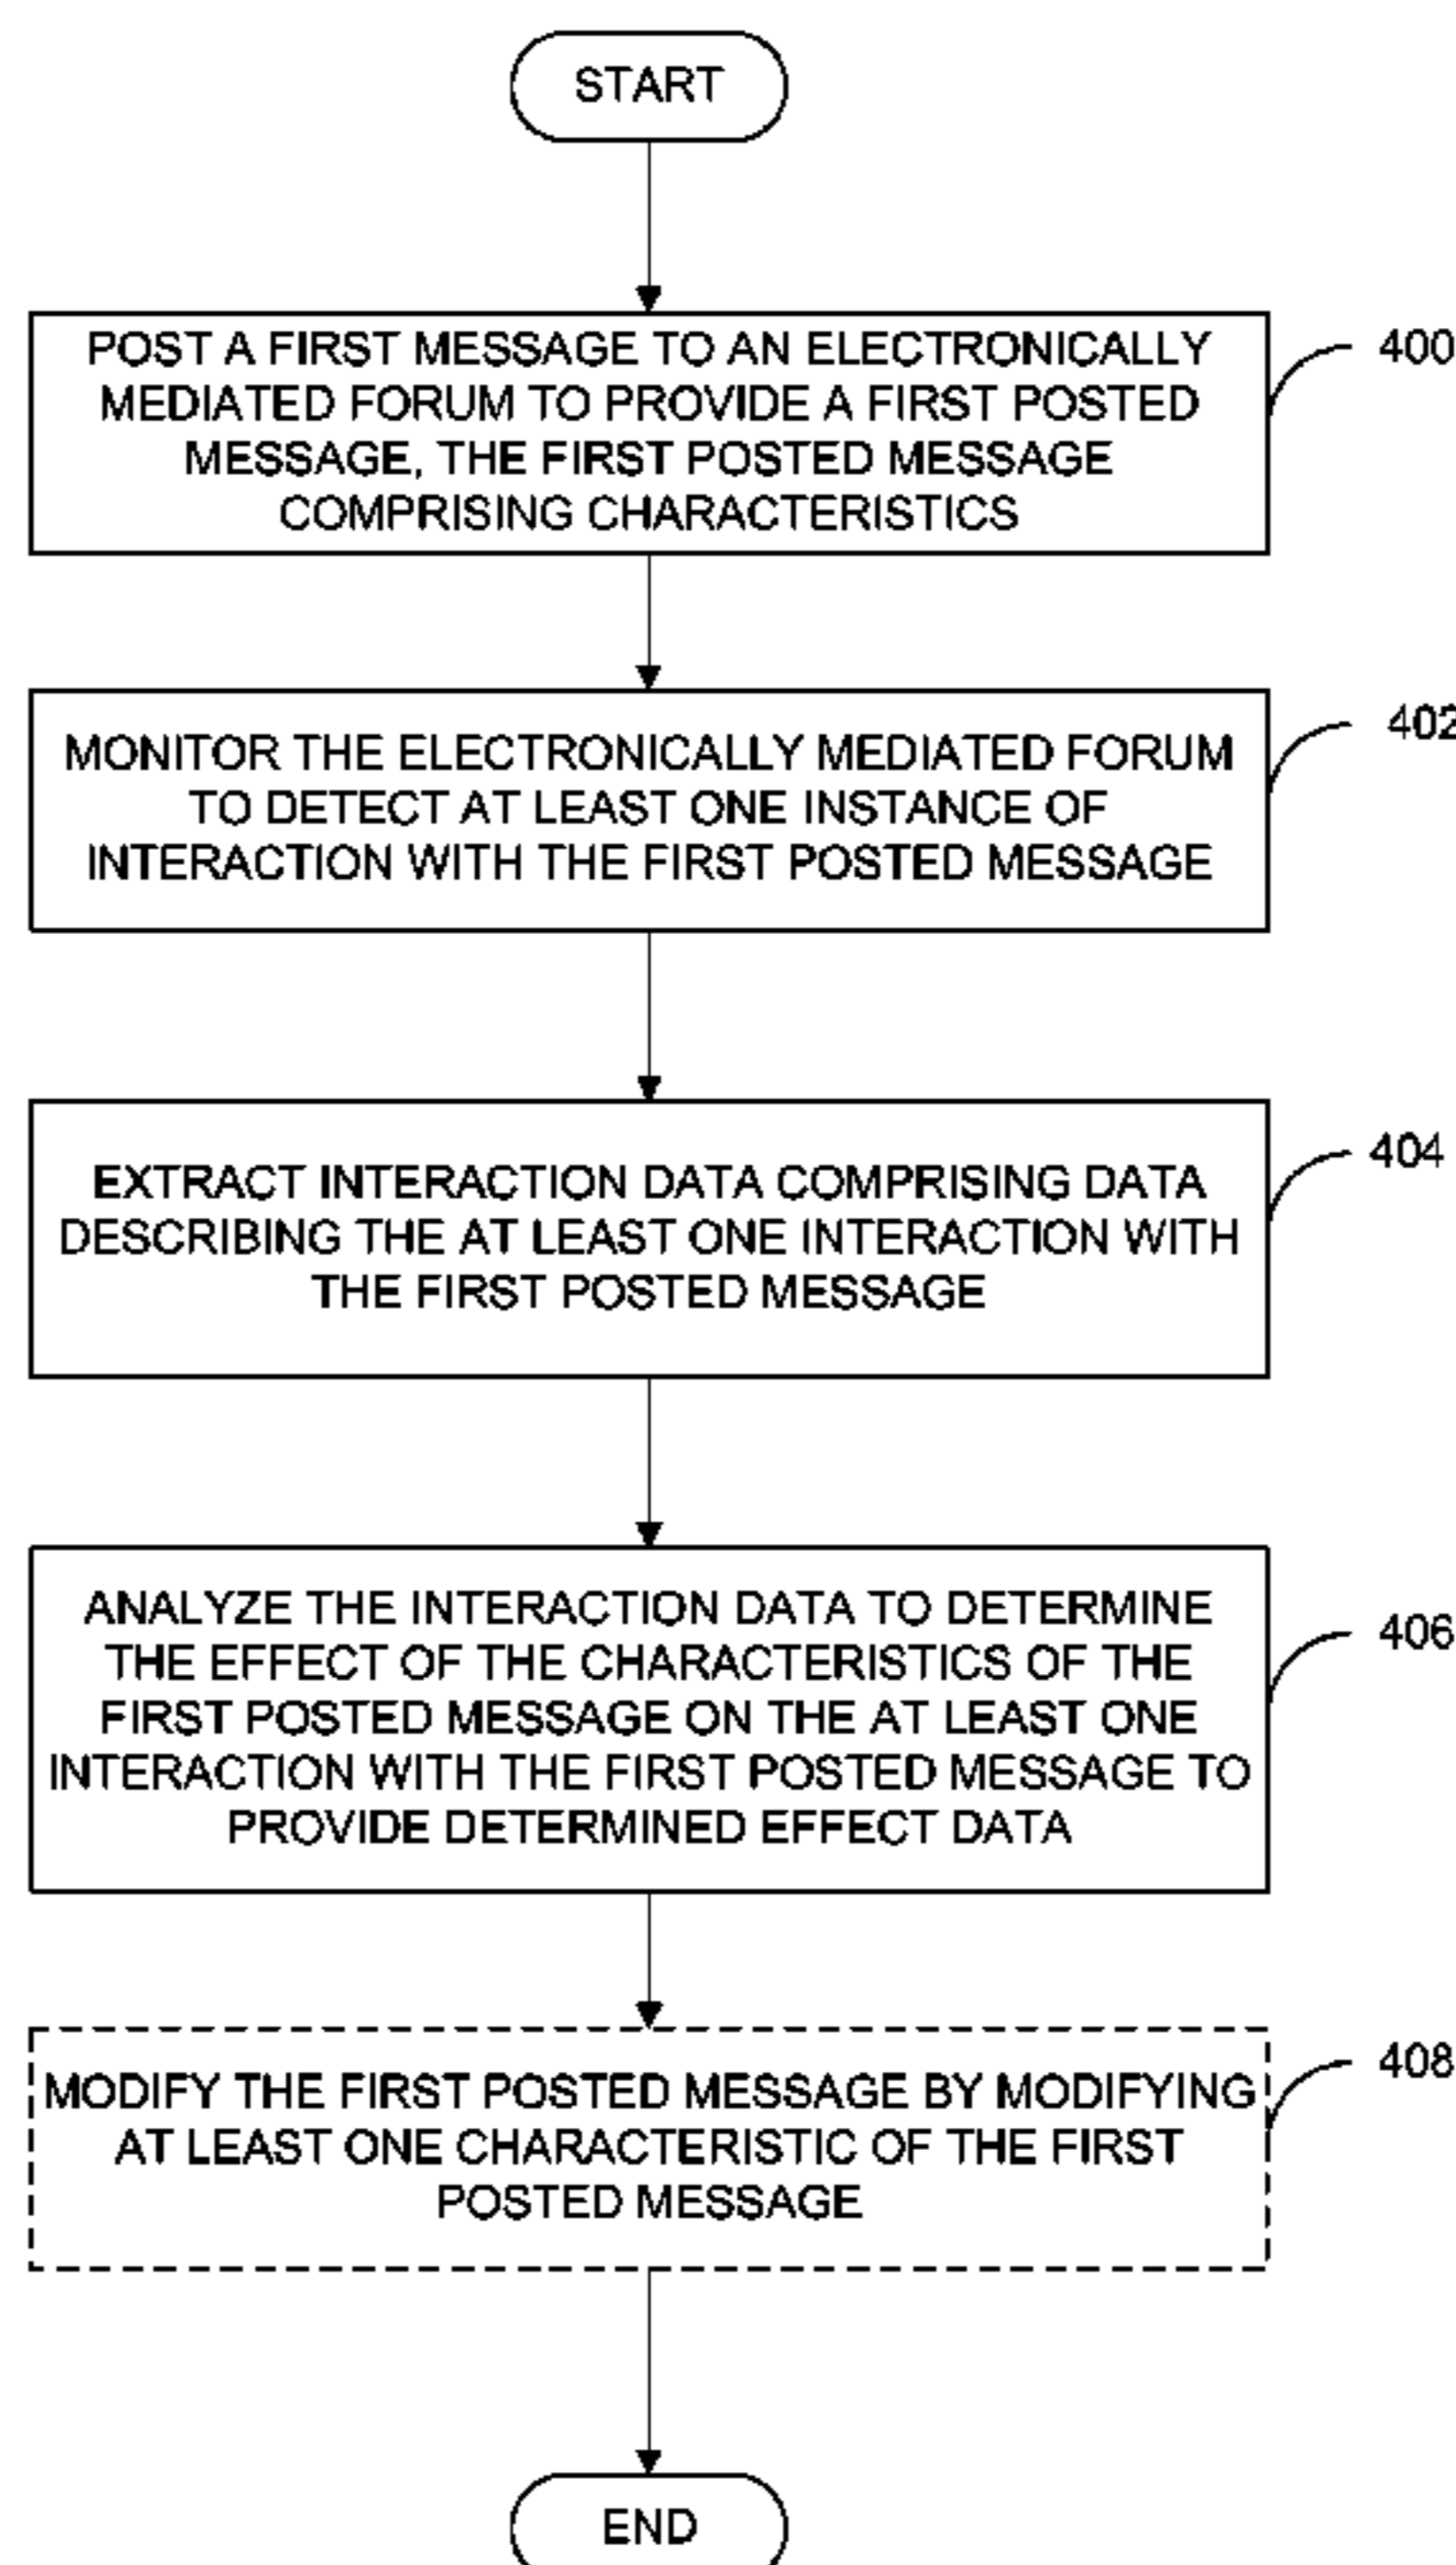 START
POST A FIRST MESSAGE TO AN ELECTRONICALLY
MEDIATED FORUM TO PROVIDE A FIRST POSTED
MESSAGE, THE FIRST POSTED MESSAGE
COMPRISING CHARACTERISTICS
400
MONITOR THE ELECTRONICALLY MEDIATED FORUM
TO DETECT AT LEAST ONE INSTANCE OF
INTERACTION WITH THE FIRST POSTED MESSAGE
402
EXTRACT INTERACTION DATA COMPRISING DATA
DESCRIBING THE AT LEAST ONE INTERACTION WITH
THE FIRST POSTED MESSAGE
404
ANALYZE THE INTERACTION DATA TO DETERMINE
THE EFFECT OF THE CHARACTERISTICS OF THE
FIRST POSTED MESSAGE ON THE AT LEAST ONE
INTERACTION WITH THE FIRST POSTED MESSAGE TO
PROVIDE DETERMINED EFFECT DATA
406
MODIFY THE FIRST POSTED MESSAGE BY MODIFYING
AT LEAST ONE CHARACTERISTIC OF THE FIRST
POSTED MESSAGE
408
END